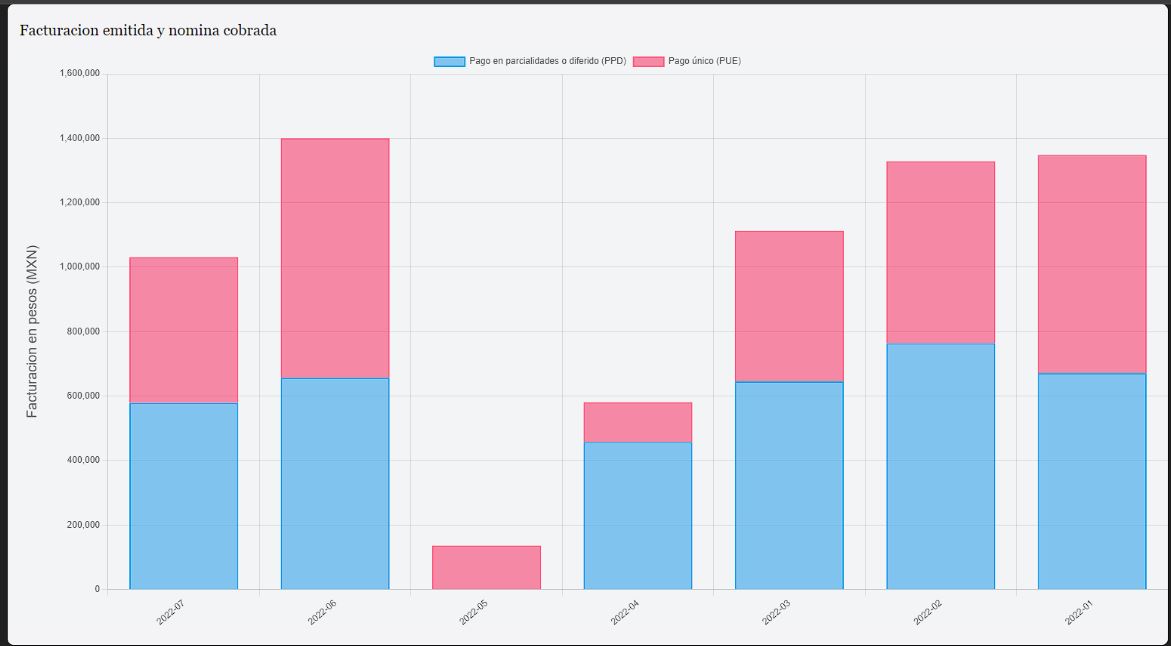 Facturacion emitida y nomina cobrada
Pago en parcialidades o diferido (PPD) Pago único (PUE)
1,600,000
1,400,000
1,200,000
1,000,000
800,000
600,000
400,000
200,000
0
Facturacion en pesos (MXN)
2022-07 2022-06 2022-05 2022-04 2022-03 2022-02 2022-01